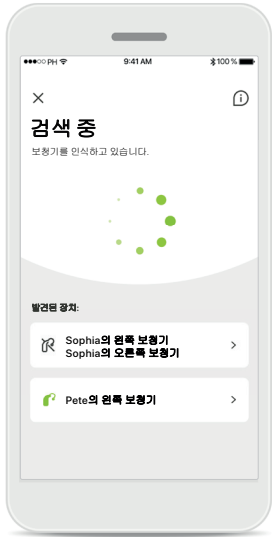 PH 9:41 AM 100 %
검색 중
보청기를 인식하고 있습니다.
발견된 장치:
Sophia의 왼쪽 보청기
Sophia의 오른쪽 보청기
Pete의 왼쪽 보청기